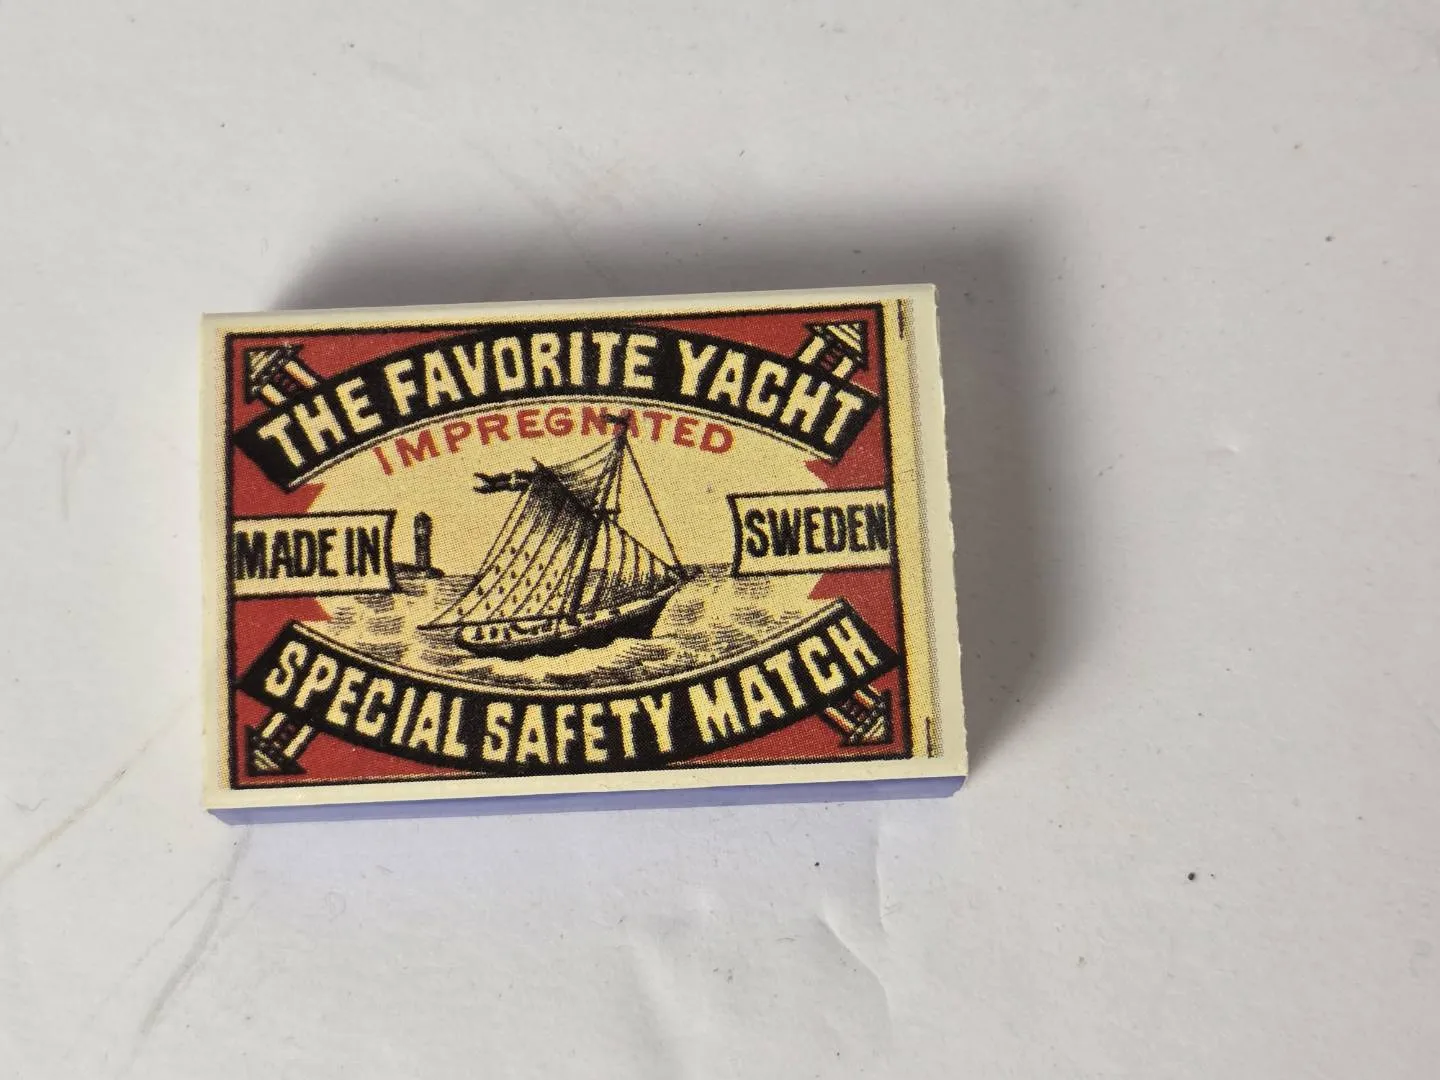 THE FAVORITE YACHT
IMPREGNATED
MADE IN
SWEDEN
SPECIAL SAFETY MATCH